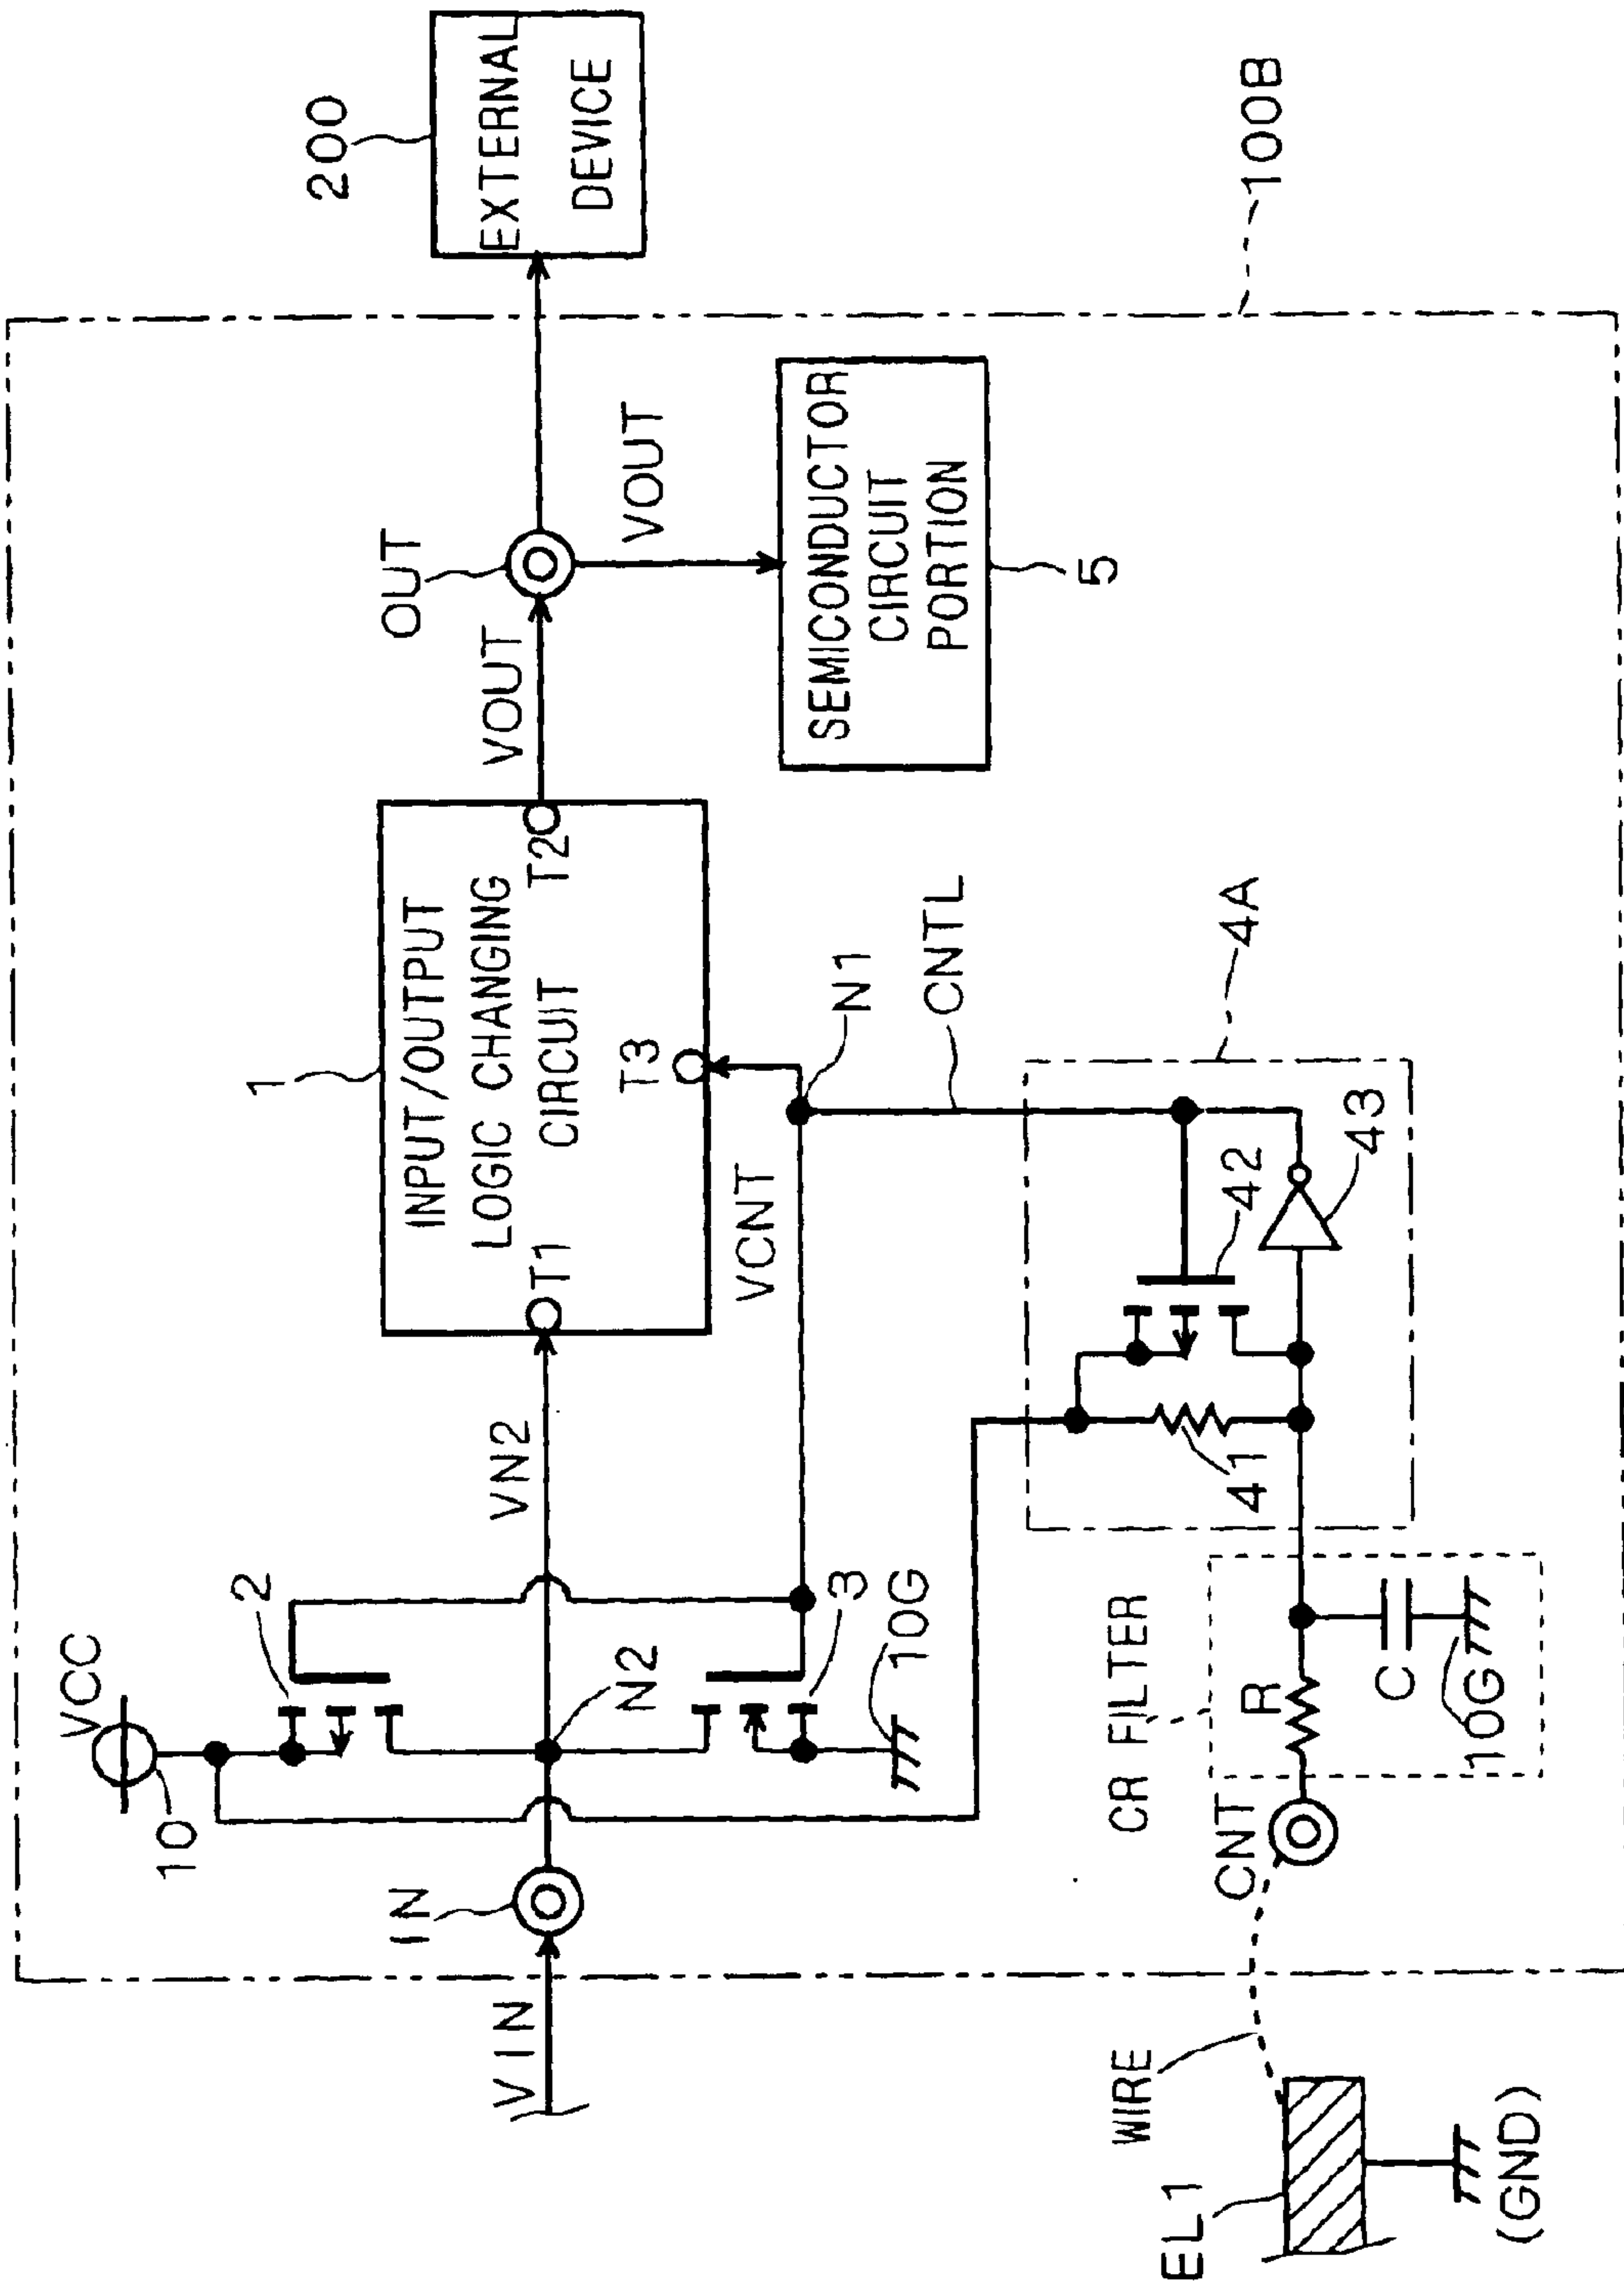 200
EXTERNAL
DEVICE
100B
OUT
VOUT
VOUT
SEMICONDUCTOR
CIRCUIT
PORTION
5
1
INPUT/OUTPUT
LOGIC CHANGING
CIRCUIT
T1
T2
T3
N1
CNTL
VCNT
4A
VN2
VCC
10
2
N2
3
10G
IN
VIN
41
42
43
CR FILTER
R
C
10G
CNT
WIRE
EL1
(GND)